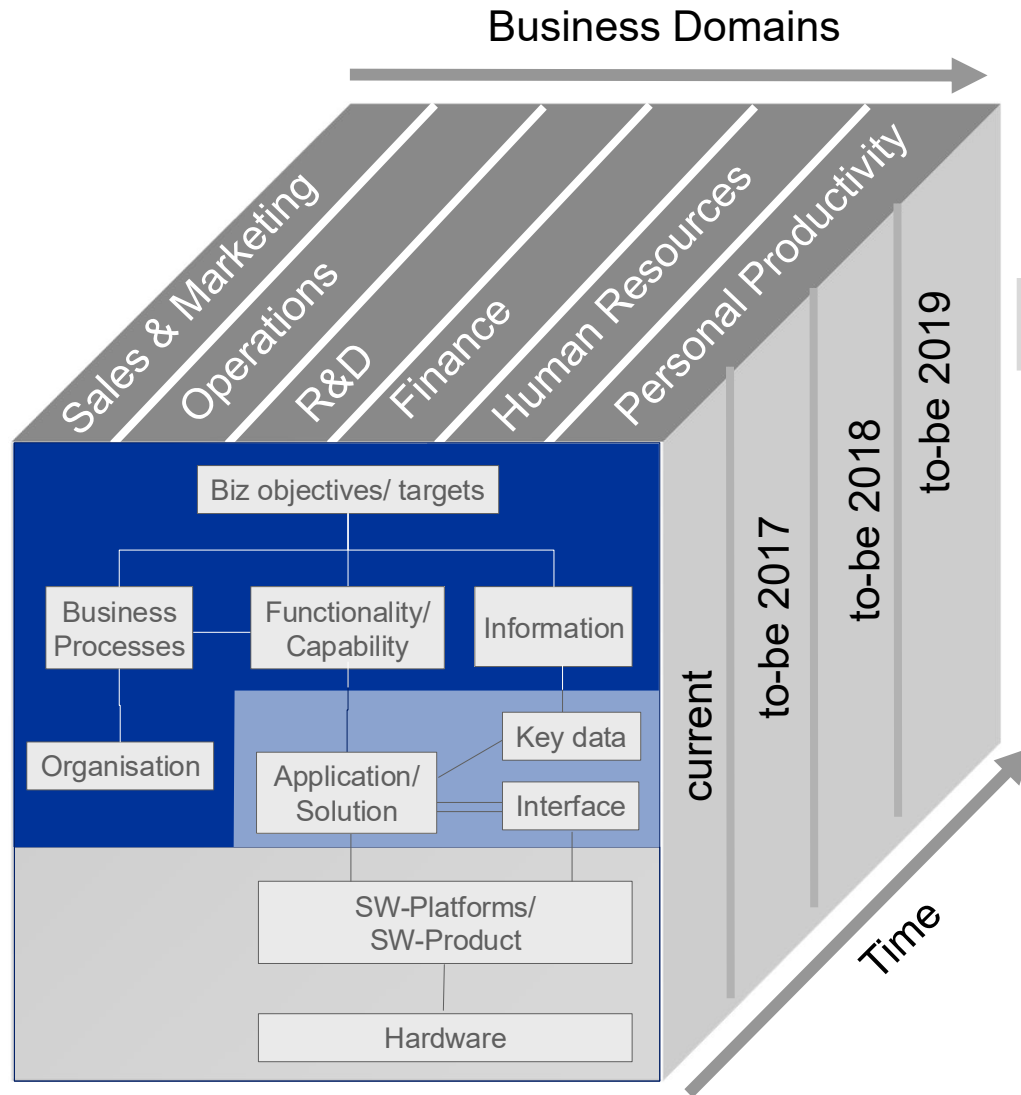 Business Domains
Sales & Marketing
Operations
R&D
Finance
Human Resources
Personal Productivity
Biz objectives/ targets
Business
Processes
Functionality/
Capability
Information
Organisation
Application/
Solution
Key data
Interface
SW-Platforms/
SW-Product
Hardware
current
to-be 2017
to-be 2018
to-be 2019
Time